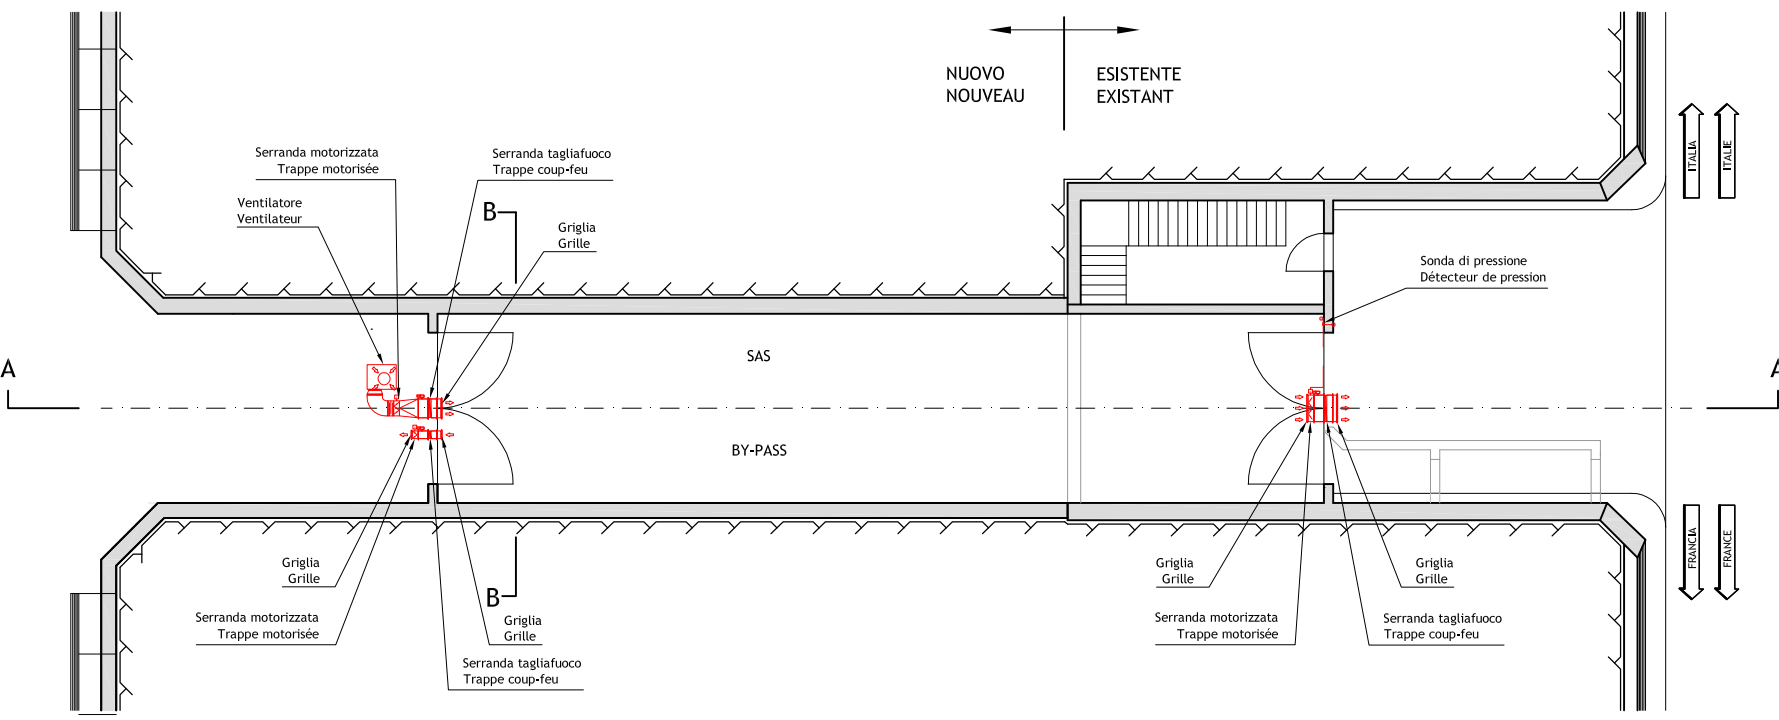 NUOVO
NOUVEAU
ESISTENTE
EXISTANT
ITALIA
ITALIE
Serranda motorizzata
Trappe motorisée
Serranda tagliafuoco
Trappe coup-feu
Ventilatore
Ventilateur
B
Griglia
Grille
Sonda di pressione
Détecteur de pression
A
SAS
A
BY-PASS
FRANCIA
FRANCE
Griglia
Grille
B
Griglia
Grille
Griglia
Grille
Griglia
Grille
Serranda motorizzata
Trappe motorisée
Serranda tagliafuoco
Trappe coup-feu
Serranda motorizzata
Trappe motorisée
Serranda tagliafuoco
Trappe coup-feu